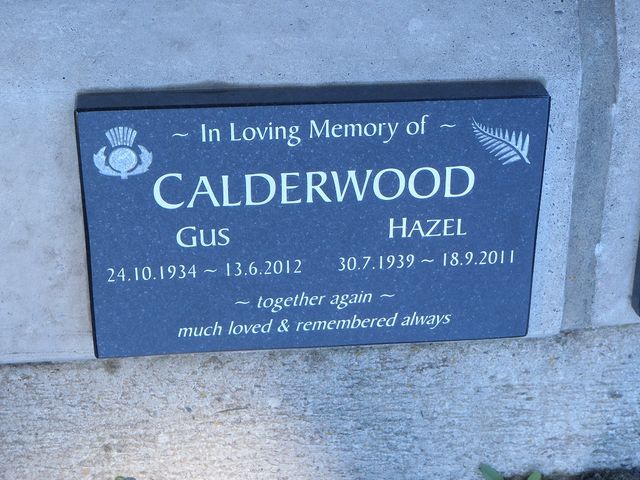 ~ In Loving Memory of ~
CALDERWOOD
GUS HAZEL
24.10.1934 ~ 13.6.2012 30.7.1939 ~ 18.9.2011
~ together again ~
much loved & remembered always